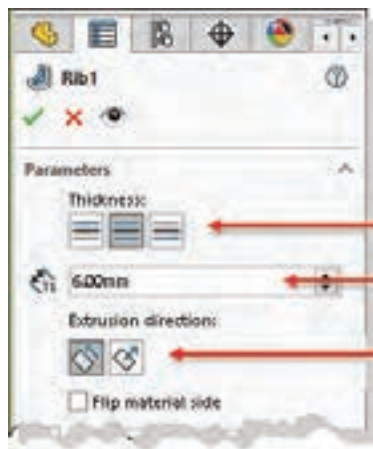 Rib1
Parameters
Thickness:
6.00mm
Extrusion direction:
Flip material side